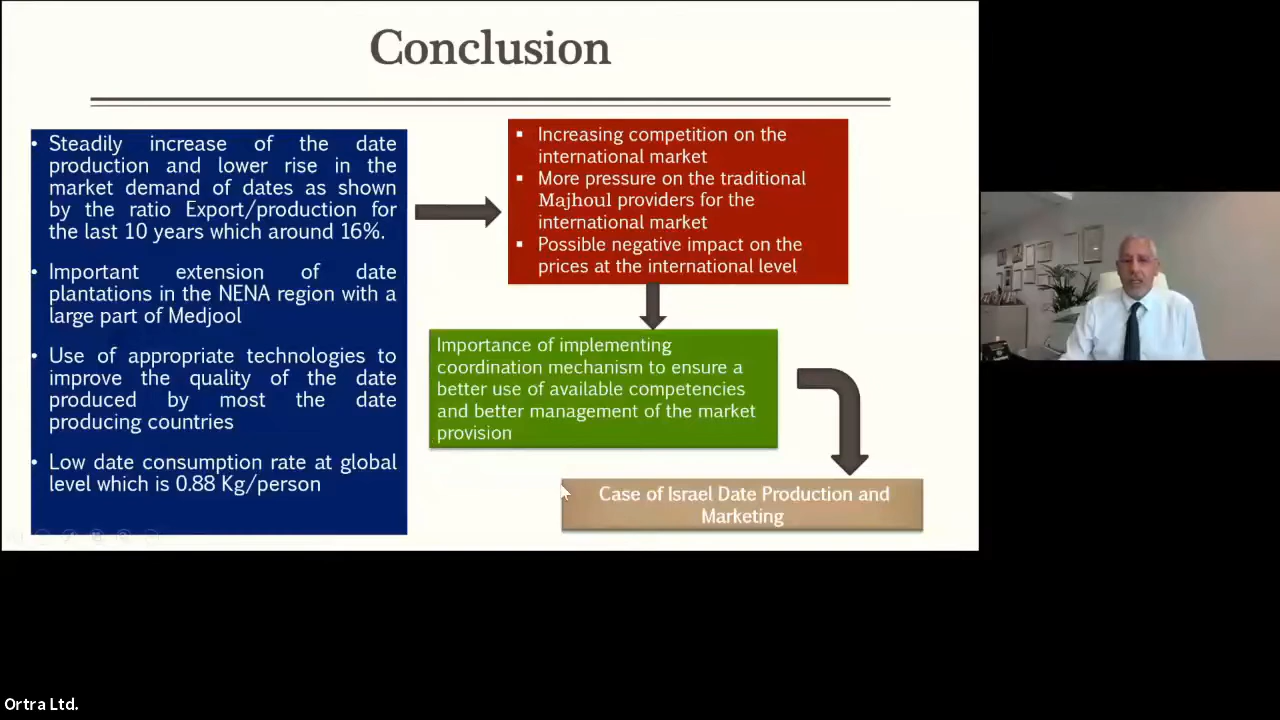 Conclusion
• Steadily increase of the date
production and lower rise in the
market demand of dates as shown
by the ratio Export/production for
the last 10 years which around 16%.
• Important extension of date
plantations in the NENA region with a
large part of Medjool
• Use of appropriate technologies to
improve the quality of the date
produced by most the date
producing countries
• Low date consumption rate at global
level which is 0.88 Kg/person
▪ Increasing competition on the
international market
▪ More pressure on the traditional
Majhoul providers for the
international market
▪ Possible negative impact on the
prices at the international level
Importance of implementing
coordination mechanism to ensure a
better use of available competencies
and better management of the market
provision
Case of Israel Date Production and
Marketing
Ortra Ltd.